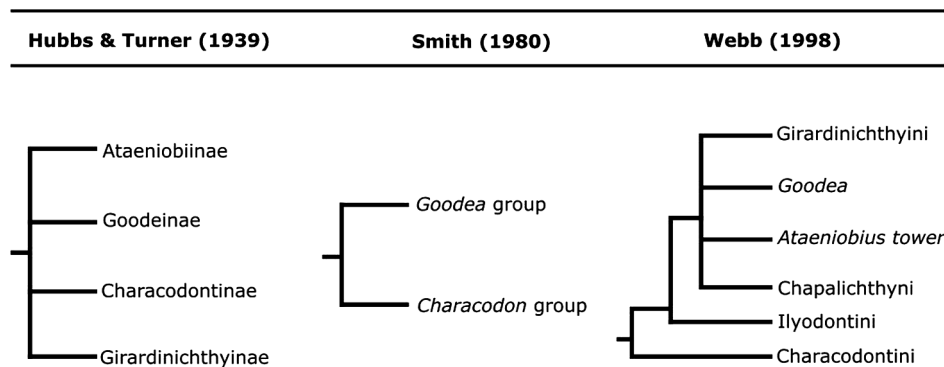 Hubbs & Turner (1939)
Smith (1980)
Webb (1998)
Ataeniobiinae
Goodeinae
Characodontinae
Girardinichthyinae
Goodea group
Characodon group
Girardinichthyini
Goodea
Ataeniobius tower
Chapalichthyni
Ilyodontini
Characodontini